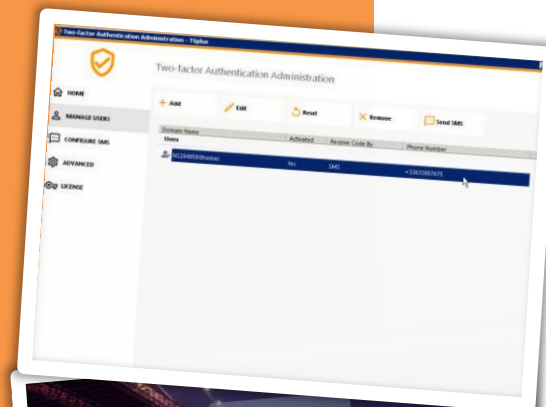 Two-factor Authentication Administration - TSplus
Two-factor Authentication Administration
HOME
MANAGE USERS
CONFIGURE SMS
ADVANCED
LICENSE
+ Add
Edit
Reset
Remove
Send SMS
Domain Name Activated Receive Code By Phone Number
Users
Yes SMS